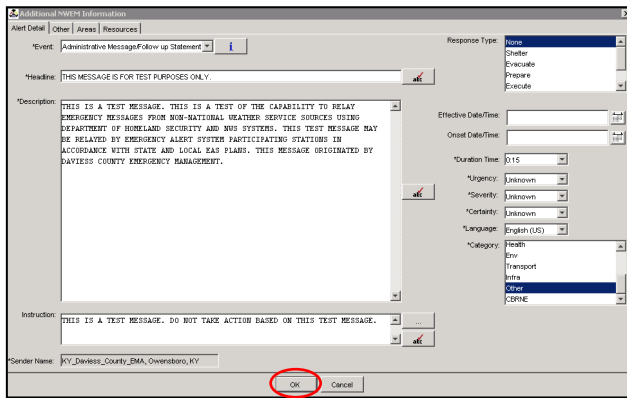 Additional NWEM Information
Alert Detail Other Areas Resources
*Event: Administrative Message/Follow up Statement i
*Headline: THIS MESSAGE IS FOR TEST PURPOSES ONLY. abc
*Description: THIS IS A TEST MESSAGE. THIS IS A TEST OF THE CAPABILITY TO RELAY
EMERGENCY MESSAGES FROM NON-NATIONAL WEATHER SERVICE SOURCES USING
DEPARTMENT OF HOMELAND SECURITY AND NWS SYSTEMS. THIS TEST MESSAGE MAY
BE RELAYED BY EMERGENCY ALERT SYSTEM PARTICIPATING STATIONS IN
ACCORDANCE WITH STATE AND LOCAL EAS PLANS. THIS MESSAGE ORIGINATED BY
DAVIESS COUNTY EMERGENCY MANAGEMENT.
abc
Instruction: THIS IS A TEST MESSAGE. DO NOT TAKE ACTION BASED ON THIS TEST MESSAGE. ...
abc
*Sender Name: KY_Daviess_County_EMA, Owensboro, KY
Response Type: None
Shelter
Evacuate
Prepare
Execute
Effective Date/Time:
Onset Date/Time:
*Duration Time: 0:15
*Urgency: Unknown
*Severity: Unknown
*Certainty: Unknown
*Language: English (US)
*Category: Health
Env
Transport
Infra
Other
CBRNE
OK Cancel